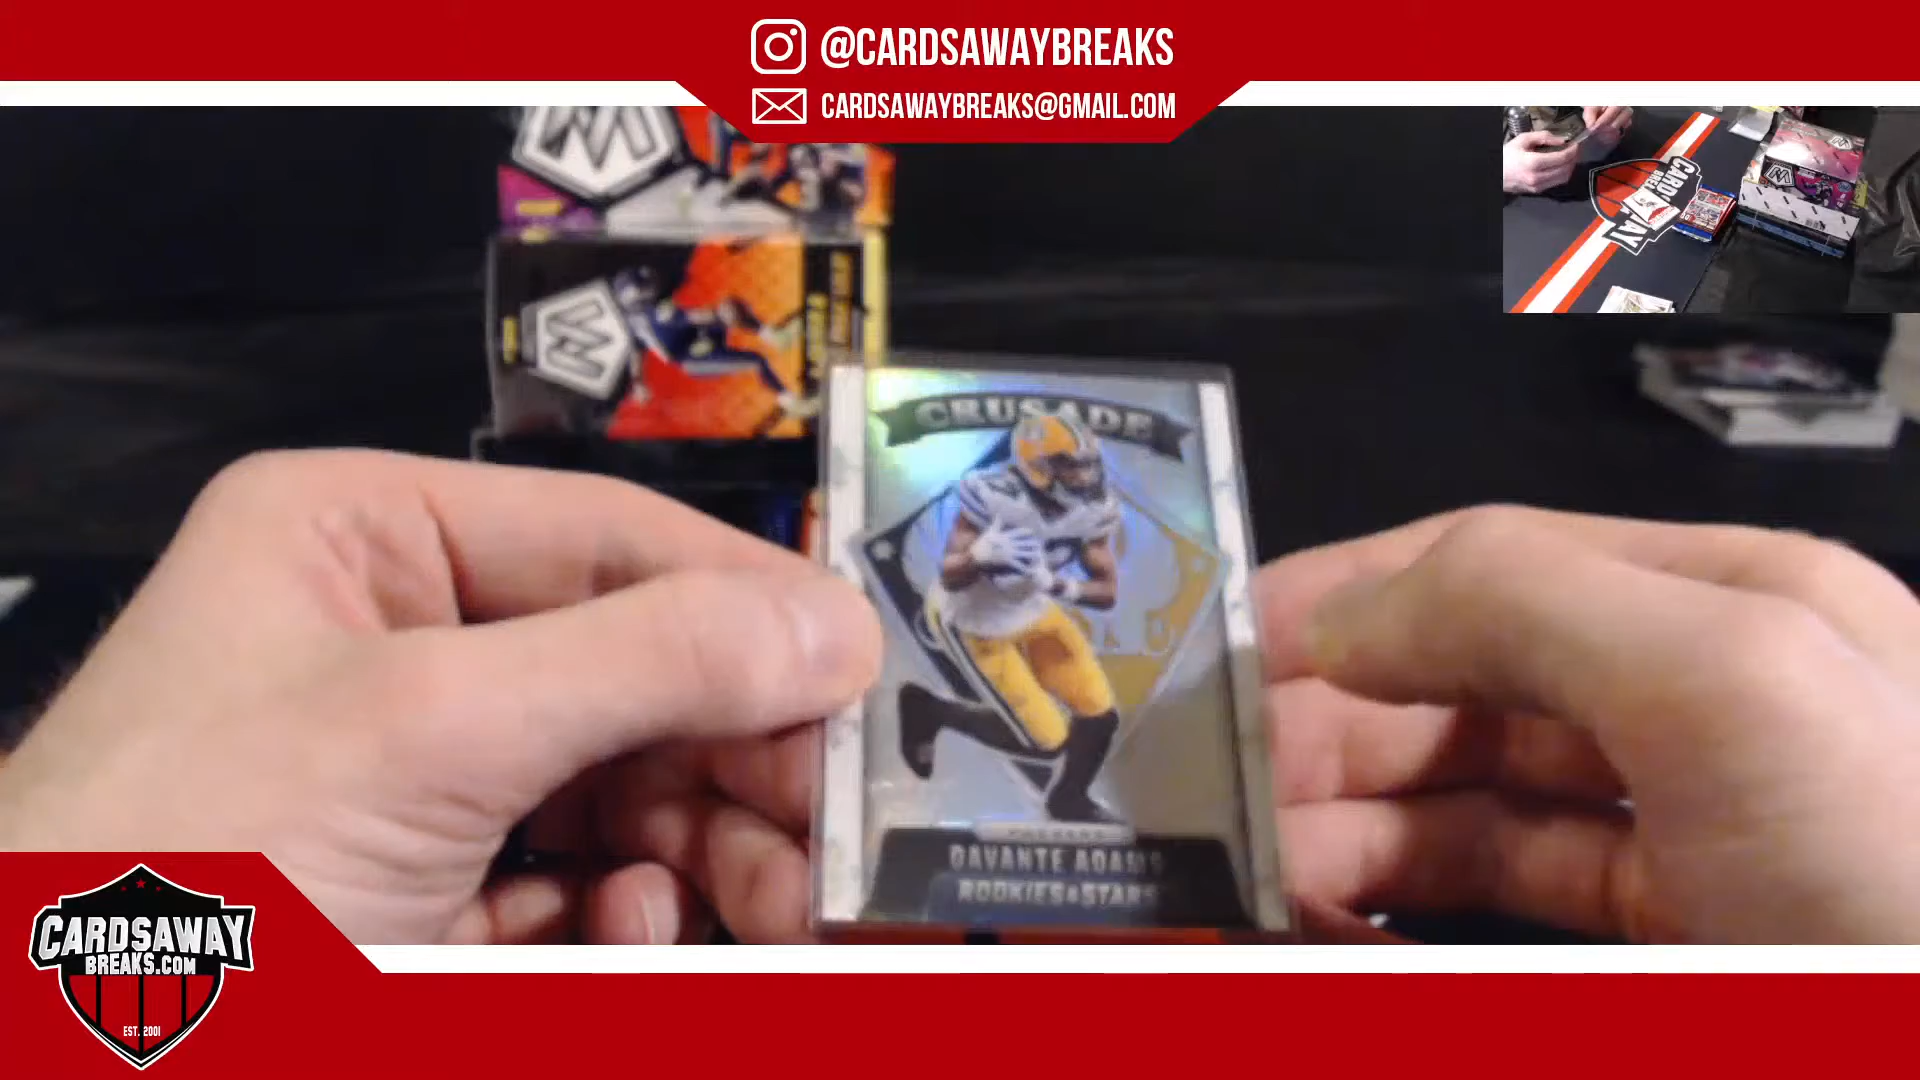 @CARDSAWAYBREAKS
CARDSAWAYBREAKS@GMAIL.COM
CRUSADE
DAVANTE ADAMS
ROOKIES & STARS
CARDSAWAY
BREAKS.COM
EST. 2001